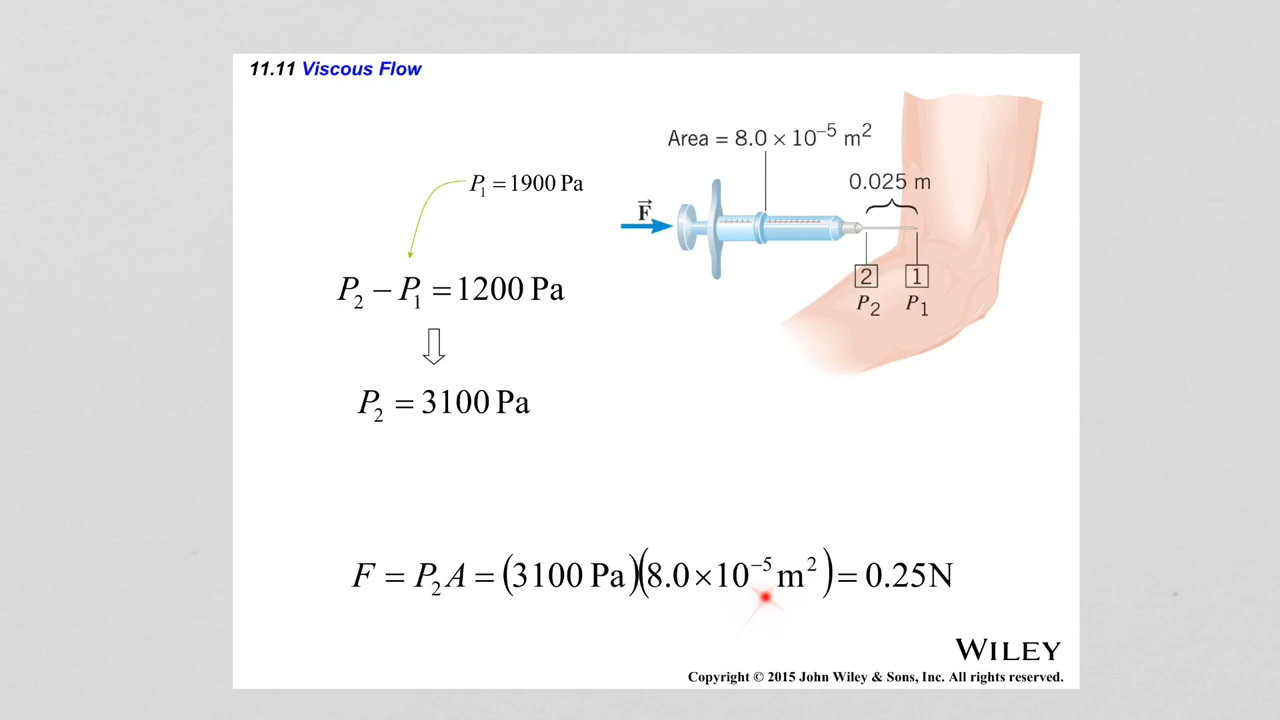 11.11 Viscous Flow
Area = 8.0 × 10⁻⁵ m²
P₁ = 1900 Pa
0.025 m
F⃗
P₂ − P₁ = 1200 Pa
2 1
P₂ P₁
P₂ = 3100 Pa
F = P₂A = (3100 Pa)(8.0×10⁻⁵ m²) = 0.25N
WILEY
Copyright © 2015 John Wiley & Sons, Inc. All rights reserved.